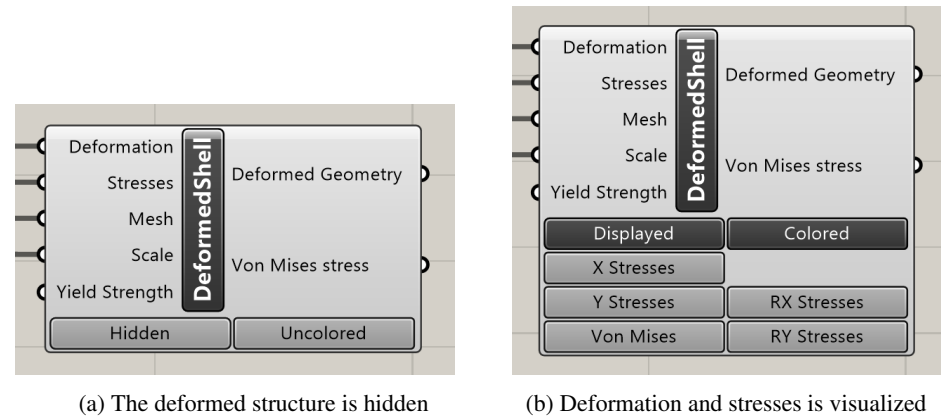 Deformation
Stresses
Mesh
Scale
Yield Strength
DeformedShell
Deformed Geometry
Von Mises stress
Hidden Uncolored
(a) The deformed structure is hidden
Deformation
Stresses
Mesh
Scale
Yield Strength
DeformedShell
Deformed Geometry
Von Mises stress
Displayed Colored
X Stresses
Y Stresses RX Stresses
Von Mises RY Stresses
(b) Deformation and stresses is visualized